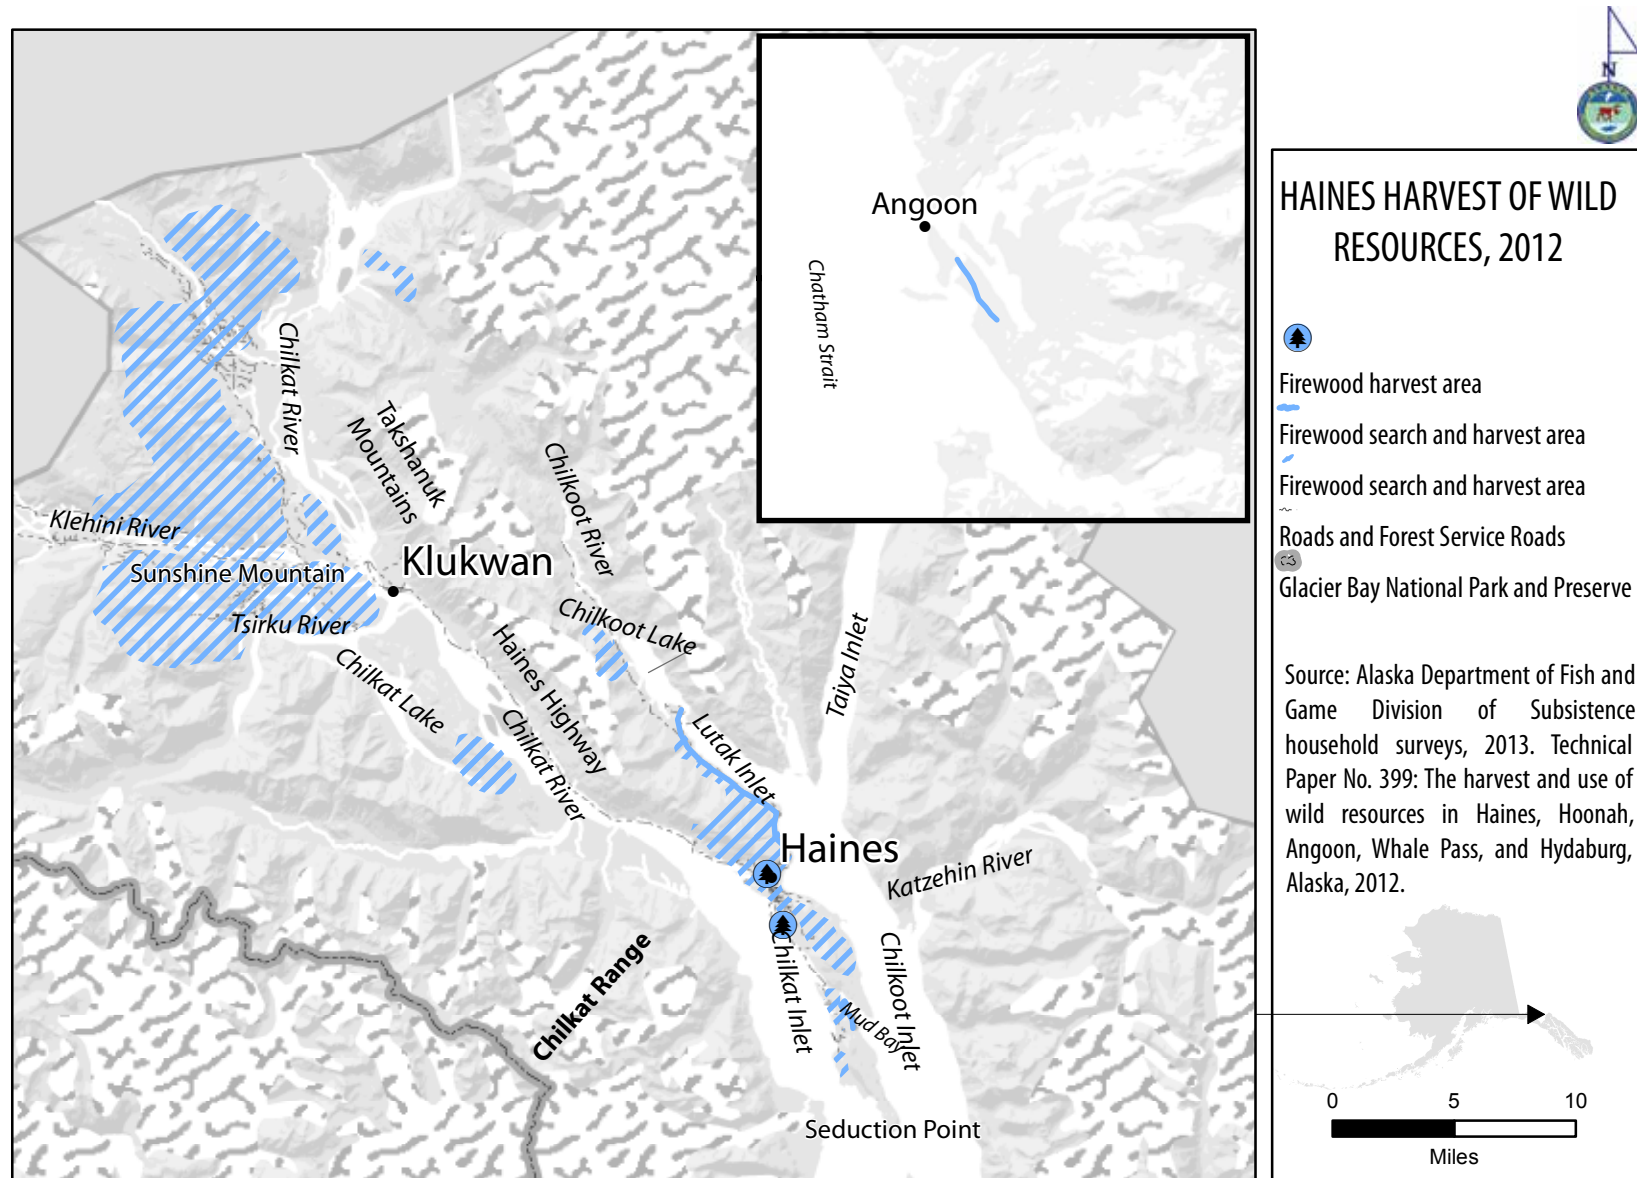 N
HAINES HARVEST OF WILD
RESOURCES, 2012
Firewood harvest area
Firewood search and harvest area
Firewood search and harvest area
Roads and Forest Service Roads
Glacier Bay National Park and Preserve
Source: Alaska Department of Fish and
Game Division of Subsistence
household surveys, 2013. Technical
Paper No. 399: The harvest and use of
wild resources in Haines, Hoonah,
Angoon, Whale Pass, and Hydaburg,
Alaska, 2012.
0 5 10
Miles
Angoon
Chatham Strait
Chilkat River
Takshanuk
Mountains
Chilkoot River
Klehini River
Klukwan
Sunshine Mountain
Tsirku River
Chilkoot Lake
Chilkat Lake
Haines Highway
Chilkat River
Taiya Inlet
Lutak Inlet
Haines
Katzehin River
Chilkat Range
Chilkat Inlet
Chilkoot Inlet
Mud Bay
Seduction Point